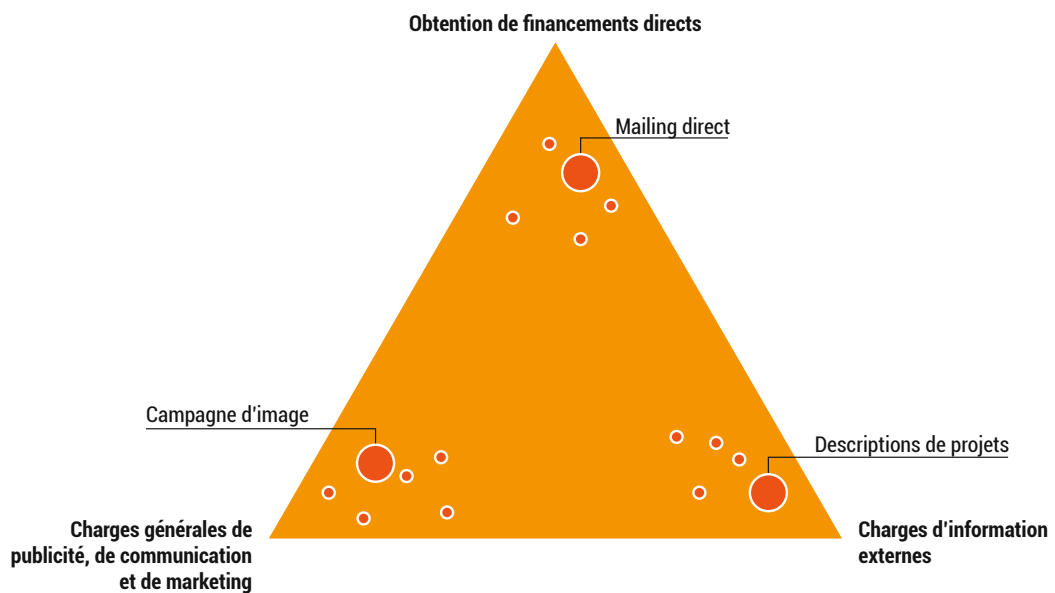 Obtention de financements directs
Mailing direct
Campagne d'image
Descriptions de projets
Charges générales de
publicité, de communication
et de marketing
Charges d'information
externes